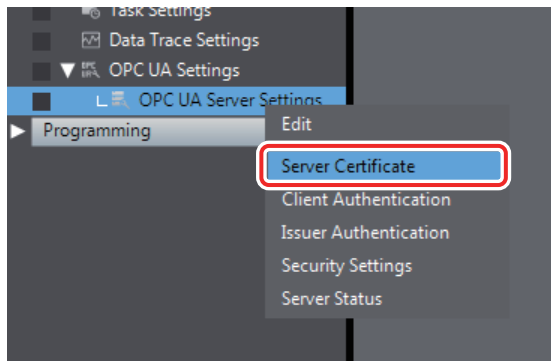 Task Settings
Data Trace Settings
OPC UA Settings
OPC UA Server Settings
Programming
Edit
Server Certificate
Client Authentication
Issuer Authentication
Security Settings
Server Status